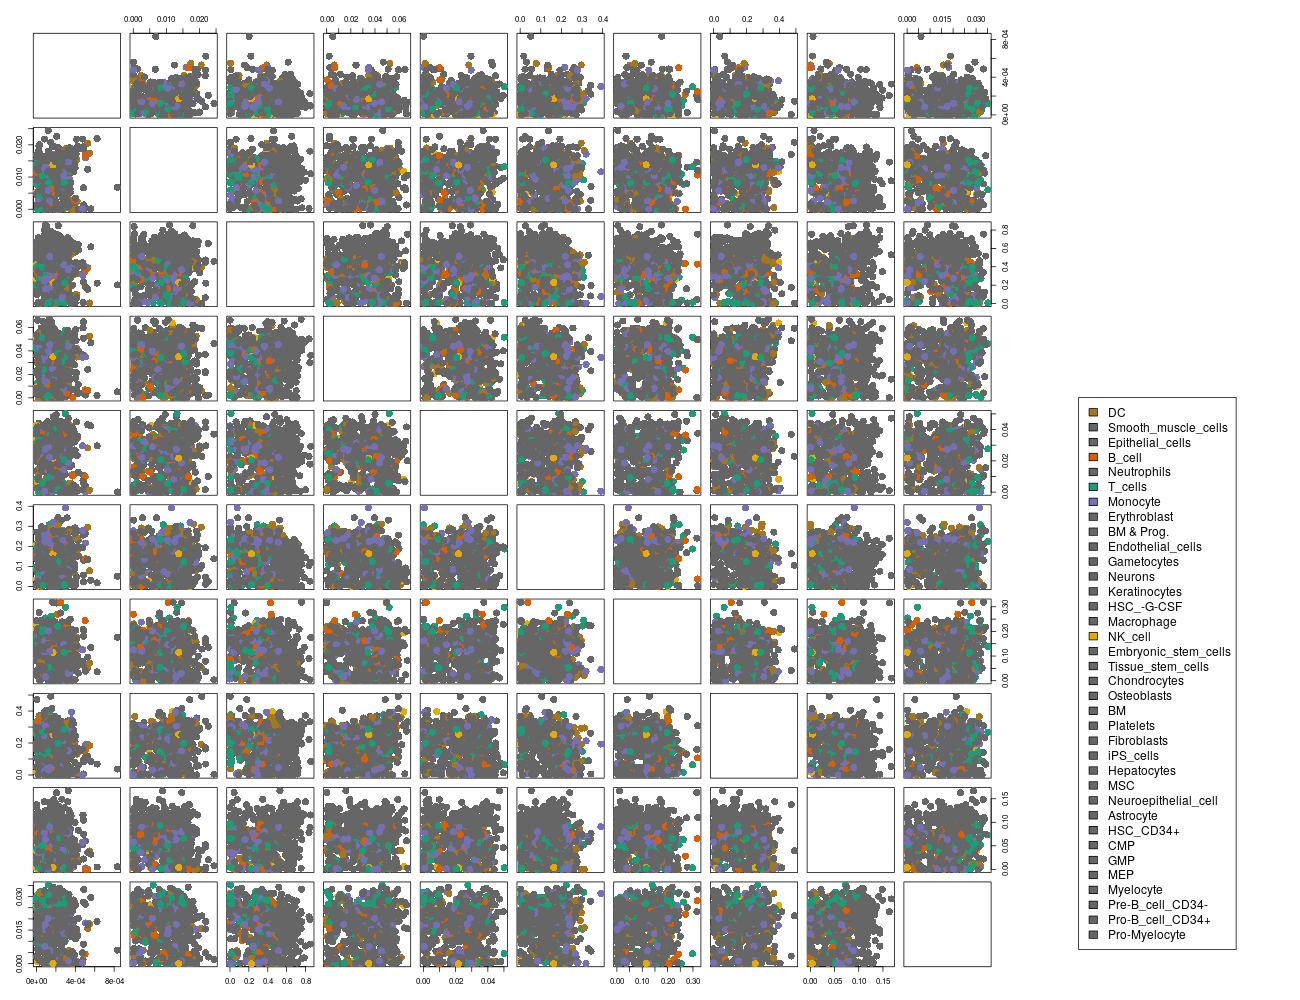 0.000 0.010 0.020 0.00 0.02 0.04 0.06 0.0 0.1 0.2 0.3 0.4 0.0 0.2 0.4 0.000 0.015 0.030
0e+00 4e-04 8e-04
0.000 0.010 0.020
0.0 0.2 0.4 0.6 0.8
0.00 0.02 0.04 0.06
0.00 0.02 0.04
0.0 0.1 0.2 0.3 0.4
0.00 0.10 0.20 0.30
0.0 0.2 0.4
0.00 0.05 0.10 0.15
0.000 0.015 0.030
0e+00 4e-04 8e-04 0.0 0.2 0.4 0.6 0.8 0.00 0.02 0.04 0.00 0.10 0.20 0.30 0.00 0.05 0.10 0.15
DC
Smooth_muscle_cells
Epithelial_cells
B_cell
Neutrophils
T_cells
Monocyte
Erythroblast
BM & Prog.
Endothelial_cells
Gametocytes
Neurons
Keratinocytes
HSC_-G-CSF
Macrophage
NK_cell
Embryonic_stem_cells
Tissue_stem_cells
Chondrocytes
Osteoblasts
BM
Platelets
Fibroblasts
iPS_cells
Hepatocytes
MSC
Neuroepithelial_cell
Astrocyte
HSC_CD34+
CMP
GMP
MEP
Myelocyte
Pre-B_cell_CD34-
Pro-B_cell_CD34+
Pro-Myelocyte